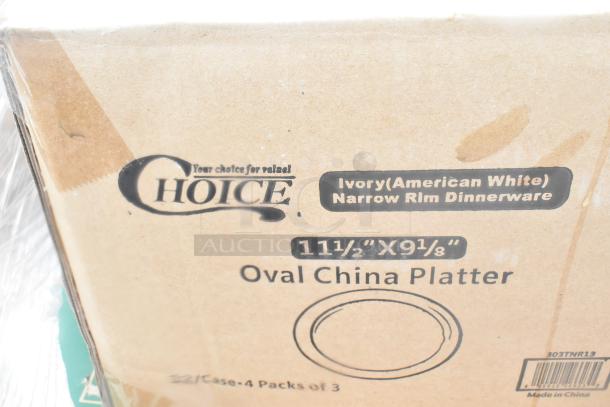 Your choice for value!
CHOICE
Ivory(American White)
Narrow Rim Dinnerware
11½"X9⅛"
Oval China Platter
/Case-4 Packs of 3
303TNR13
Made in China